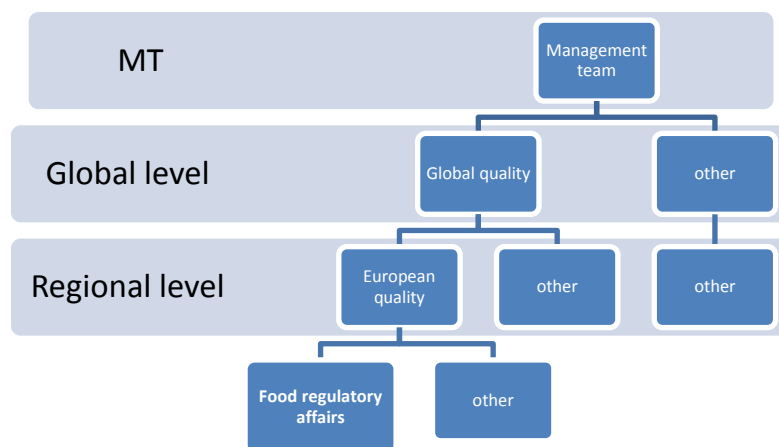 MT
Management
team
Global level
Global quality
other
Regional level
European
quality
other
other
Food regulatory
affairs
other